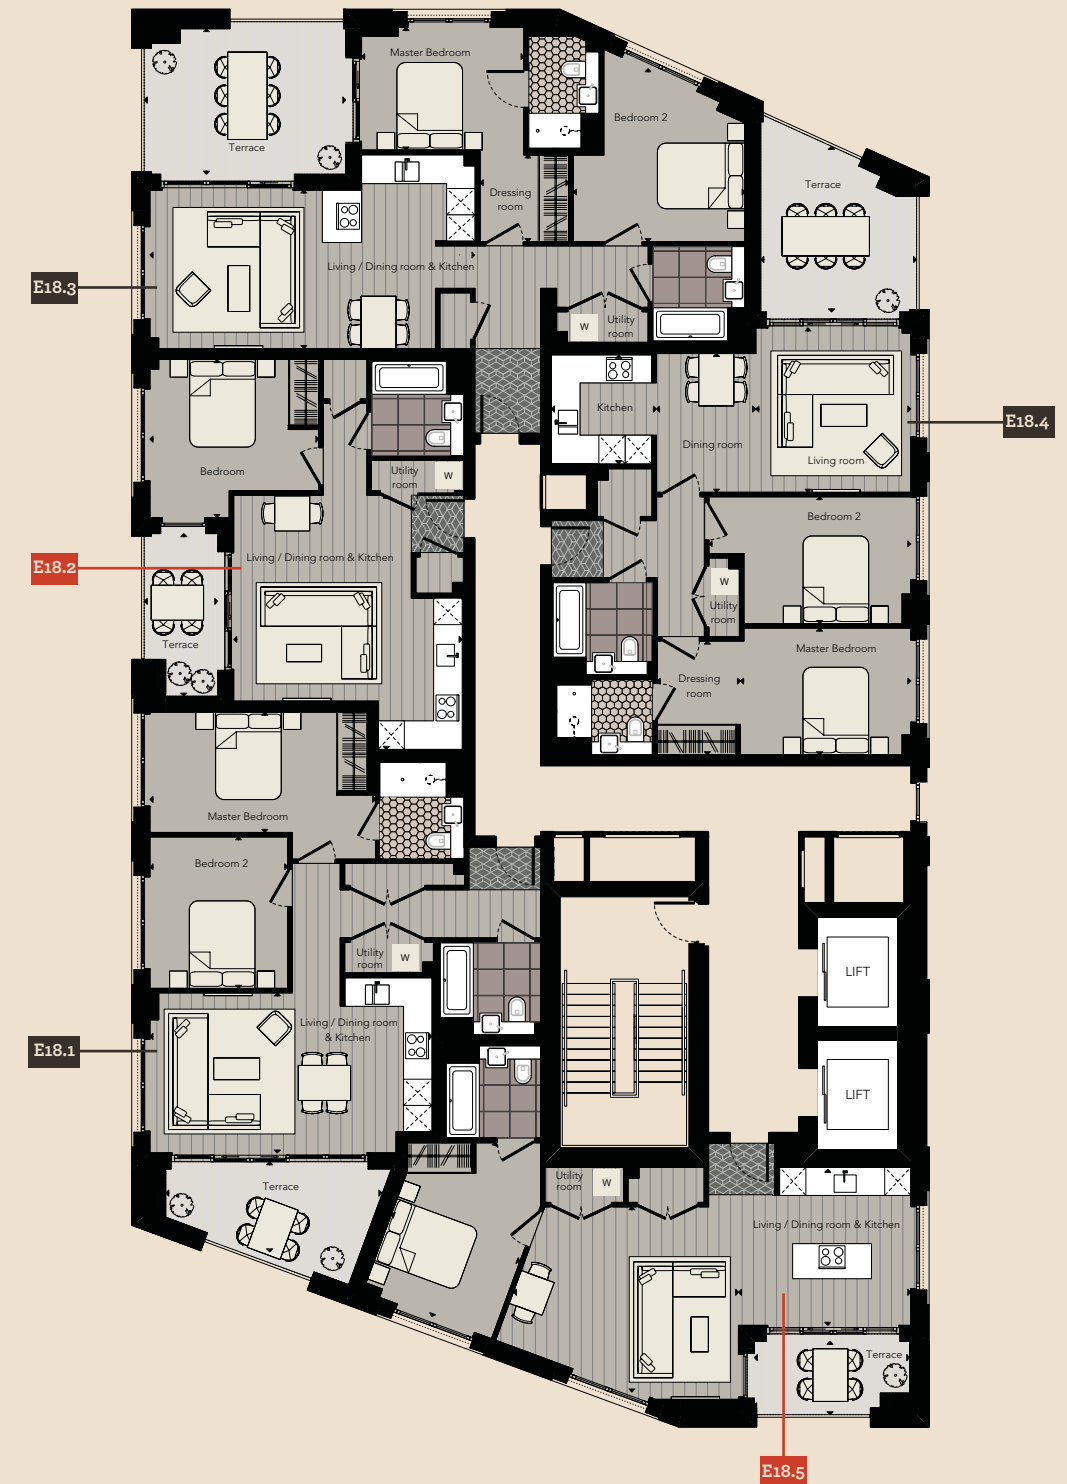 Master Bedroom
Bedroom 2
Terrace
Terrace
Dressing
room
E18.3
Living / Dining room & Kitchen
W
Utility
room
Kitchen
Dining room
Living room
E18.4
Bedroom
Utility
room
W
Bedroom 2
E18.2
Living / Dining room & Kitchen
W
Utility
room
Terrace
Master Bedroom
Dressing
room
Master Bedroom
Bedroom 2
Utility
room
W
LIFT
E18.1
Living / Dining room
& Kitchen
LIFT
Terrace
Utility
room
W
Living / Dining room & Kitchen
Terrace
E18.5